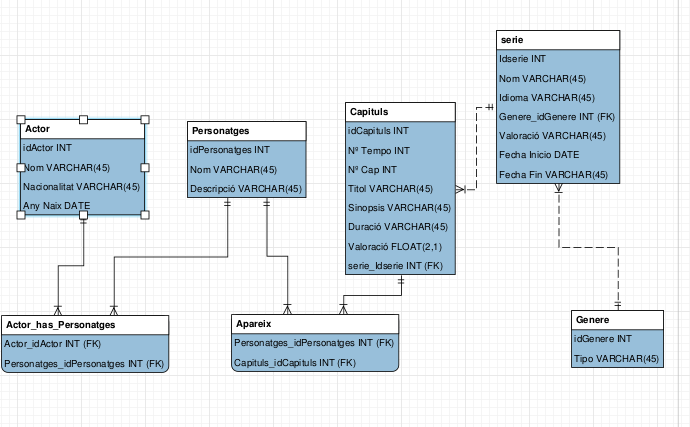 Actor
idActor INT
Nom VARCHAR(45)
Nacionalitat VARCHAR(45)
Any Naix DATE
Personatges
idPersonatges INT
Nom VARCHAR(45)
Descripció VARCHAR(45)
Capituls
idCapituls INT
Nº Tempo INT
Nº Cap INT
Titol VARCHAR(45)
Sinopsis VARCHAR(45)
Duració VARCHAR(45)
Valoració FLOAT(2,1)
serie_Idserie INT (FK)
serie
Idserie INT
Nom VARCHAR(45)
Idioma VARCHAR(45)
Genere_idGenere INT (FK)
Valoració VARCHAR(45)
Fecha Inicio DATE
Fecha Fin VARCHAR(45)
Actor_has_Personatges
Actor_idActor INT (FK)
Personatges_idPersonatges INT (FK)
Apareix
Personatges_idPersonatges INT (FK)
Capituls_idCapituls INT (FK)
Genere
idGenere INT
Tipo VARCHAR(45)